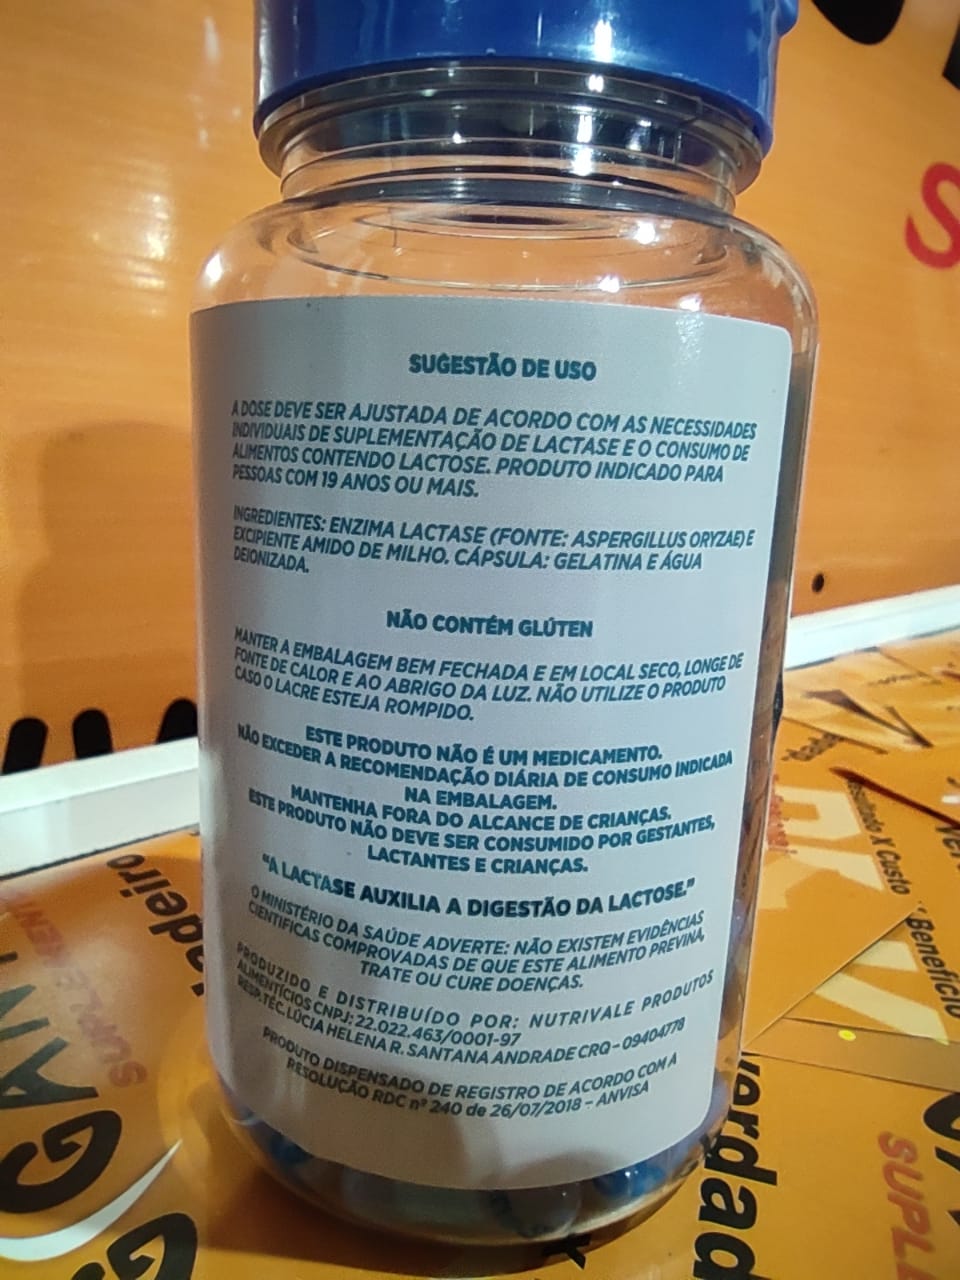 SUGESTÃO DE USO
A DOSE DEVE SER AJUSTADA DE ACORDO COM AS NECESSIDADES
INDIVIDUAIS DE SUPLEMENTAÇÃO DE LACTASE E O CONSUMO DE
ALIMENTOS CONTENDO LACTOSE. PRODUTO INDICADO PARA
PESSOAS COM 19 ANOS OU MAIS.
INGREDIENTES: ENZIMA LACTASE (FONTE: ASPERGILLUS ORYZAE) E
EXCIPIENTE AMIDO DE MILHO. CÁPSULA: GELATINA E ÁGUA
DEIONIZADA.
NÃO CONTÉM GLÚTEN
MANTER A EMBALAGEM BEM FECHADA E EM LOCAL SECO, LONGE DE
FONTE DE CALOR E AO ABRIGO DA LUZ. NÃO UTILIZE O PRODUTO
CASO O LACRE ESTEJA ROMPIDO.
ESTE PRODUTO NÃO É UM MEDICAMENTO.
NÃO EXCEDER A RECOMENDAÇÃO DIÁRIA DE CONSUMO INDICADA
NA EMBALAGEM.
MANTENHA FORA DO ALCANCE DE CRIANÇAS.
ESTE PRODUTO NÃO DEVE SER CONSUMIDO POR GESTANTES,
LACTANTES E CRIANÇAS.
"A LACTASE AUXILIA A DIGESTÃO DA LACTOSE."
O MINISTÉRIO DA SAÚDE ADVERTE: NÃO EXISTEM EVIDÊNCIAS
CIENTIFICAS COMPROVADAS DE QUE ESTE ALIMENTO PREVINA,
TRATE OU CURE DOENÇAS.
PRODUZIDO E DISTRIBUÍDO POR: NUTRIVALE PRODUTOS
ALIMENTÍCIOS CNPJ: 22.022.463/0001-97
RESP. TÉC. LÚCIA HELENA R. SANTANA ANDRADE CRQ - 09404778
PRODUTO DISPENSADO DE REGISTRO DE ACORDO COM A
RESOLUÇÃO RDC nº 240 de 26/07/2018 - ANVISA
S
deiro
GAN
SUPLEMEN
G
X Custo
X Benefício
Verdad
SUPLE